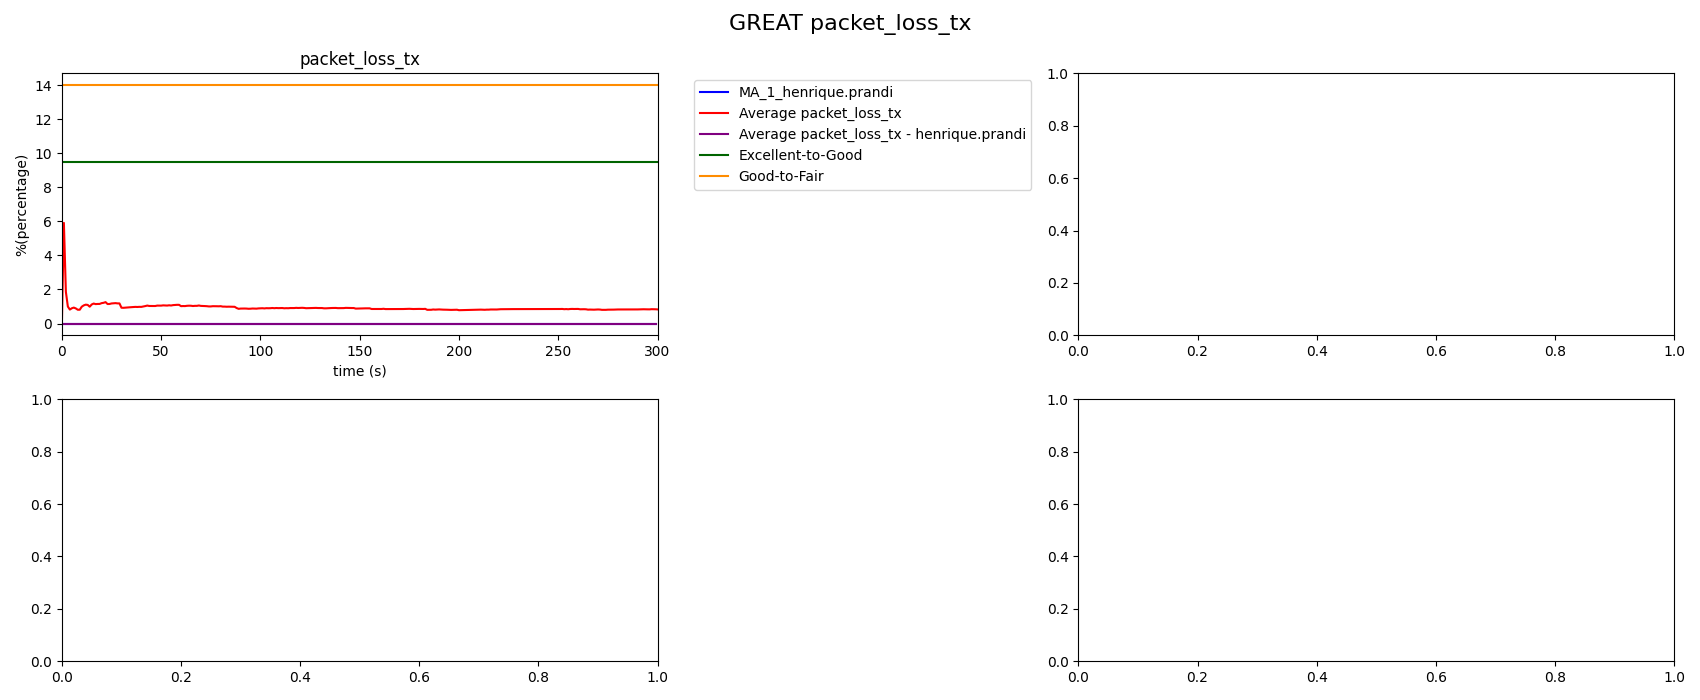 GREAT packet_loss_tx
packet_loss_tx
14
12
10
8
6
4
2
0
%(percentage)
0 50 100 150 200 250 300
time (s)
MA_1_henrique.prandi
Average packet_loss_tx
Average packet_loss_tx - henrique.prandi
Excellent-to-Good
Good-to-Fair
1.0
0.8
0.6
0.4
0.2
0.0
0.0 0.2 0.4 0.6 0.8 1.0
1.0
0.8
0.6
0.4
0.2
0.0
0.0 0.2 0.4 0.6 0.8 1.0
1.0
0.8
0.6
0.4
0.2
0.0
0.0 0.2 0.4 0.6 0.8 1.0